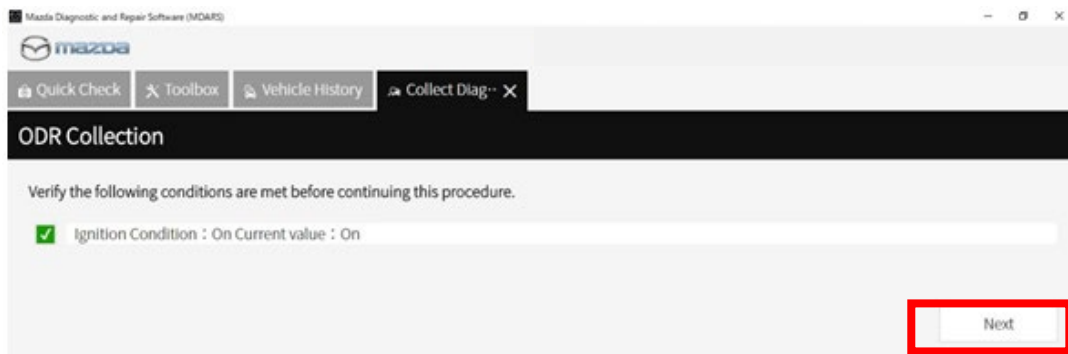 Mazda Diagnostic and Repair Software (MDARS)
mazda
Quick Check Toolbox Vehicle History Collect Diag··
ODR Collection
Verify the following conditions are met before continuing this procedure.
Ignition Condition : On Current value : On
Next